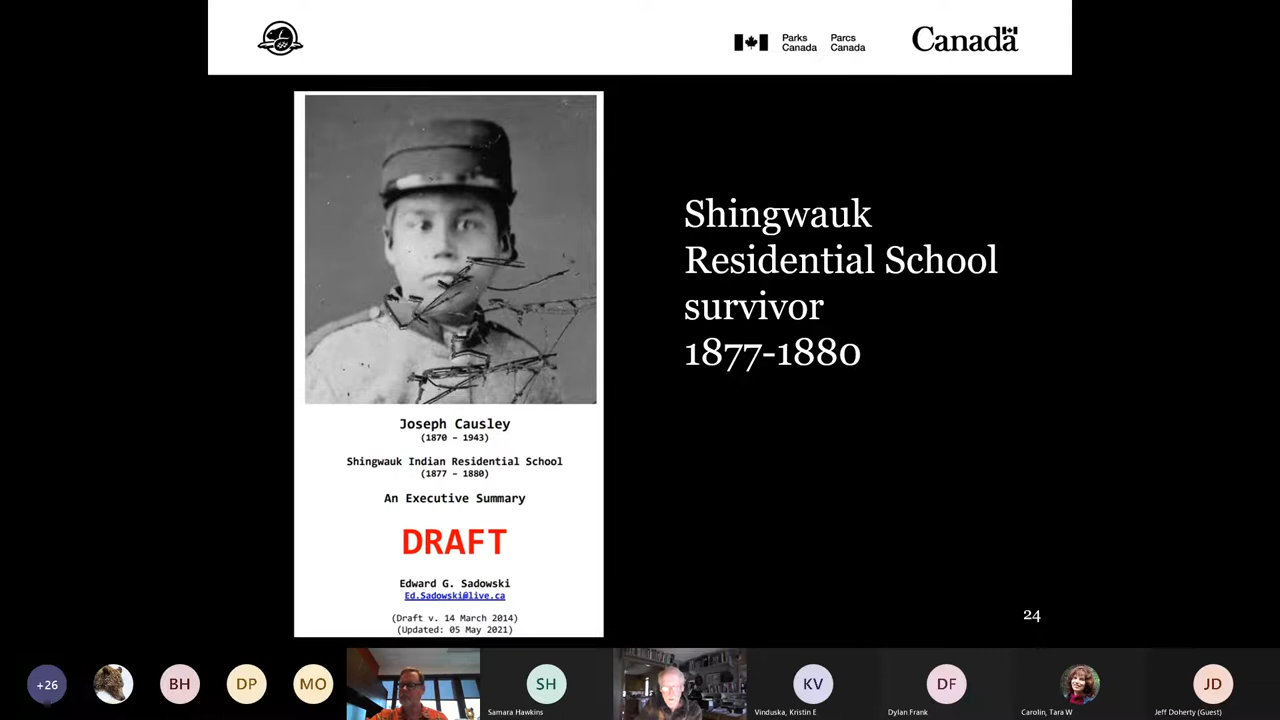 Parks
Canada
Parcs
Canada
Canada
Shingwauk
Residential School
survivor
1877-1880
Joseph Causley
(1870 – 1943)
Shingwauk Indian Residential School
(1877 – 1880)
An Executive Summary
DRAFT
Edward G. Sadowski
Ed.Sadowski@live.ca
(Draft v. 14 March 2014)
(Updated: 05 May 2021)
24
+26
BH
DP
MO
SH
Samara Hawkins
KV
Vinduska, Kristin E
DF
Dylan Frank
Carolin, Tara W
JD
Jeff Doherty (Guest)